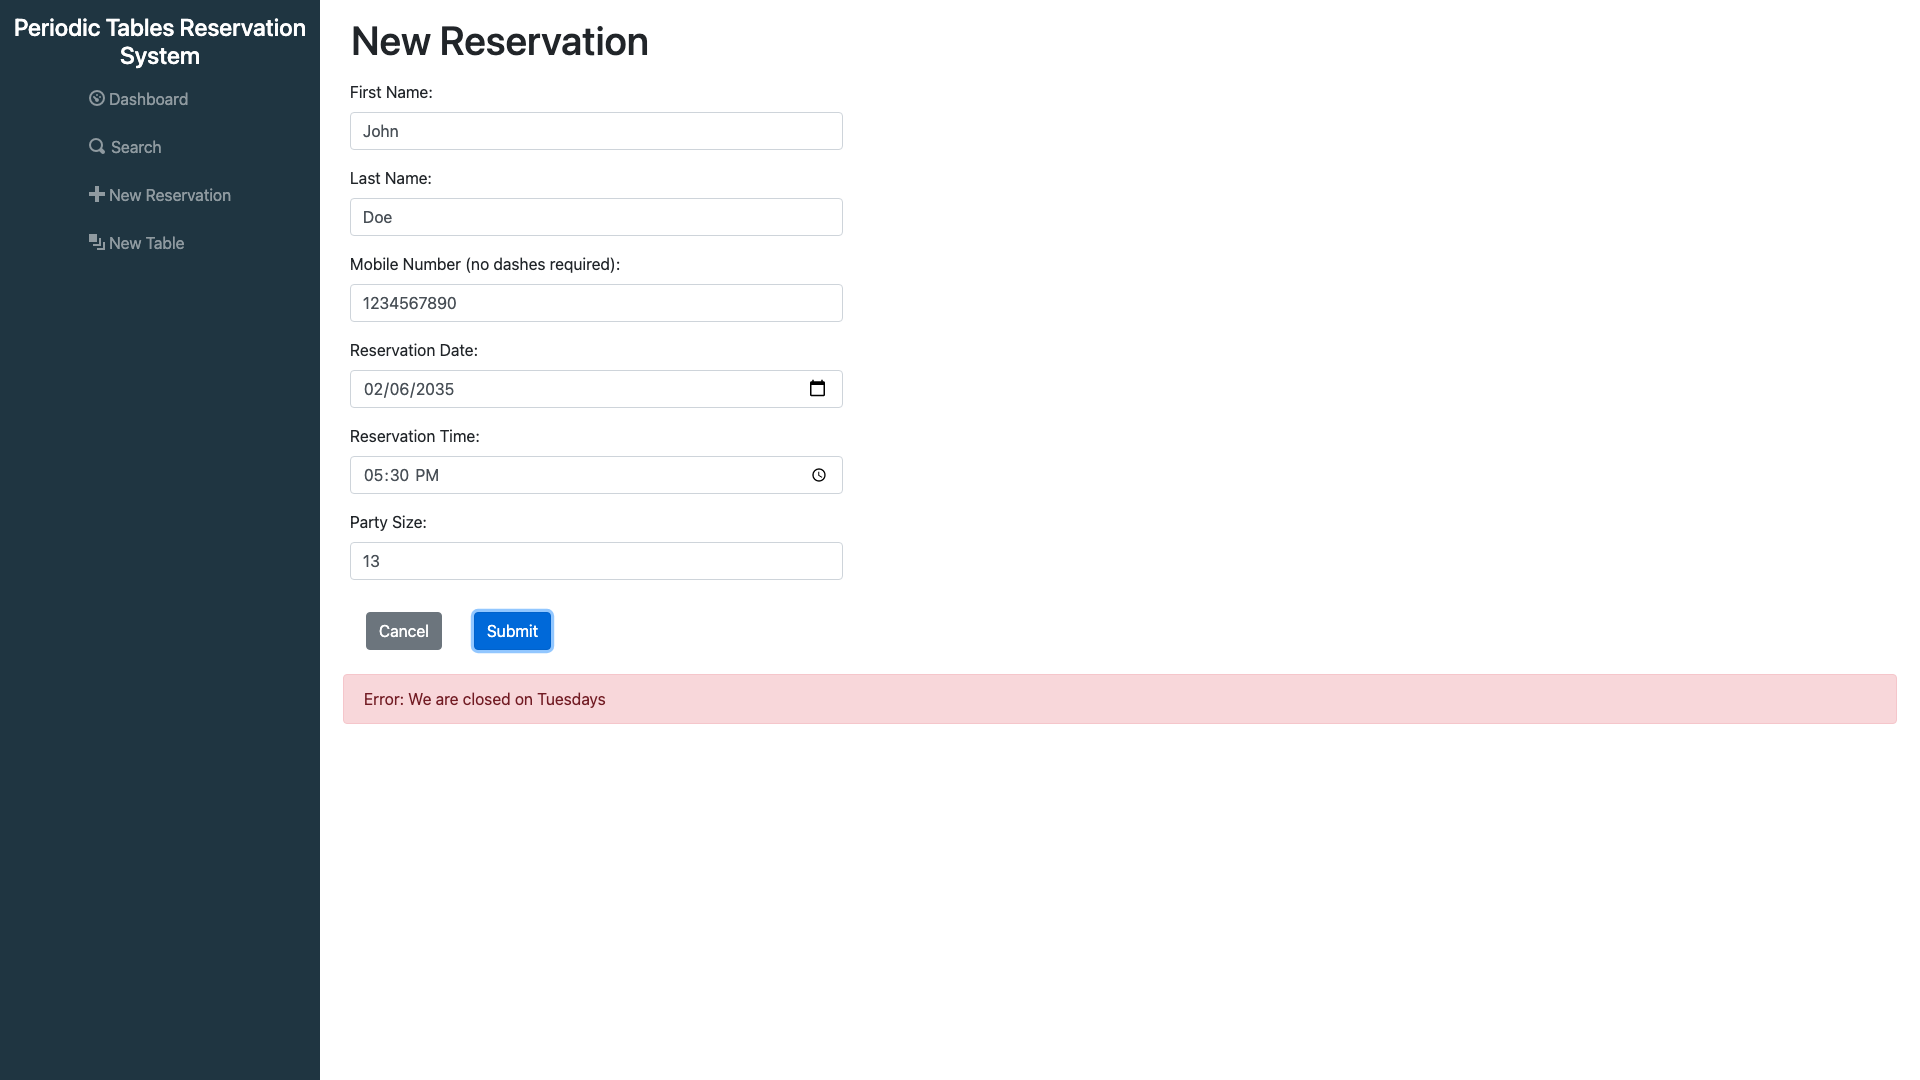 Periodic Tables Reservation
System
Dashboard
Search
New Reservation
New Table
New Reservation
First Name:
John
Last Name:
Doe
Mobile Number (no dashes required):
1234567890
Reservation Date:
02/06/2035
Reservation Time:
05:30 PM
Party Size:
13
Cancel
Submit
Error: We are closed on Tuesdays